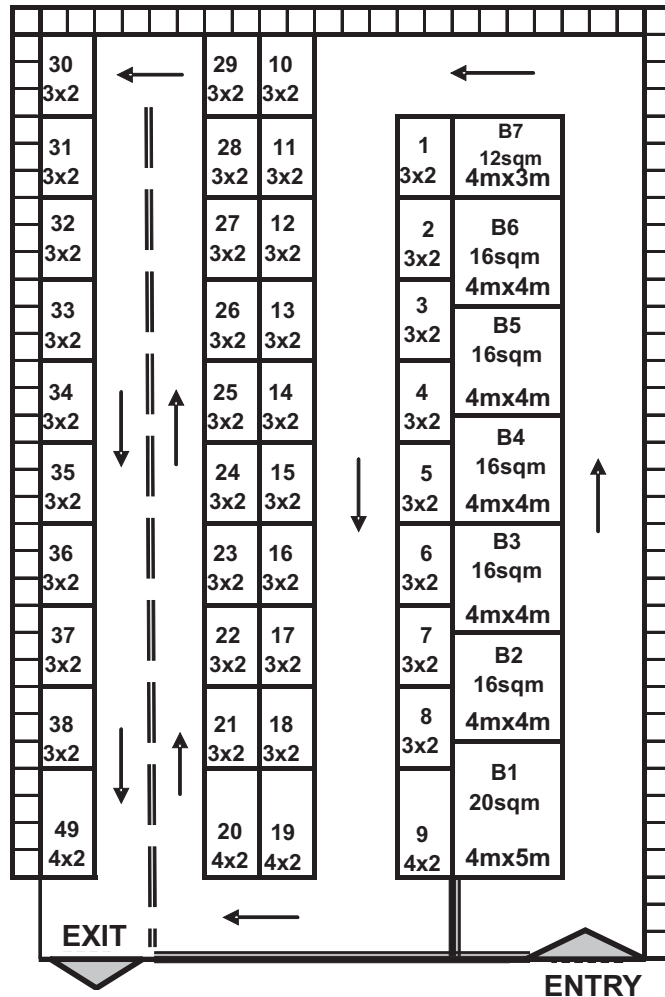 30
3x2
31
3x2
32
3x2
33
3x2
34
3x2
35
3x2
36
3x2
37
3x2
38
3x2
49
4x2
29
3x2
28
3x2
27
3x2
26
3x2
25
3x2
24
3x2
23
3x2
22
3x2
21
3x2
20
4x2
10
3x2
11
3x2
12
3x2
13
3x2
14
3x2
15
3x2
16
3x2
17
3x2
18
3x2
19
4x2
1
3x2
2
3x2
3
3x2
4
3x2
5
3x2
6
3x2
7
3x2
8
3x2
9
4x2
B7
12sqm
4mx3m
B6
16sqm
4mx4m
B5
16sqm
4mx4m
B4
16sqm
4mx4m
B3
16sqm
4mx4m
B2
16sqm
4mx4m
B1
20sqm
4mx5m
EXIT
ENTRY